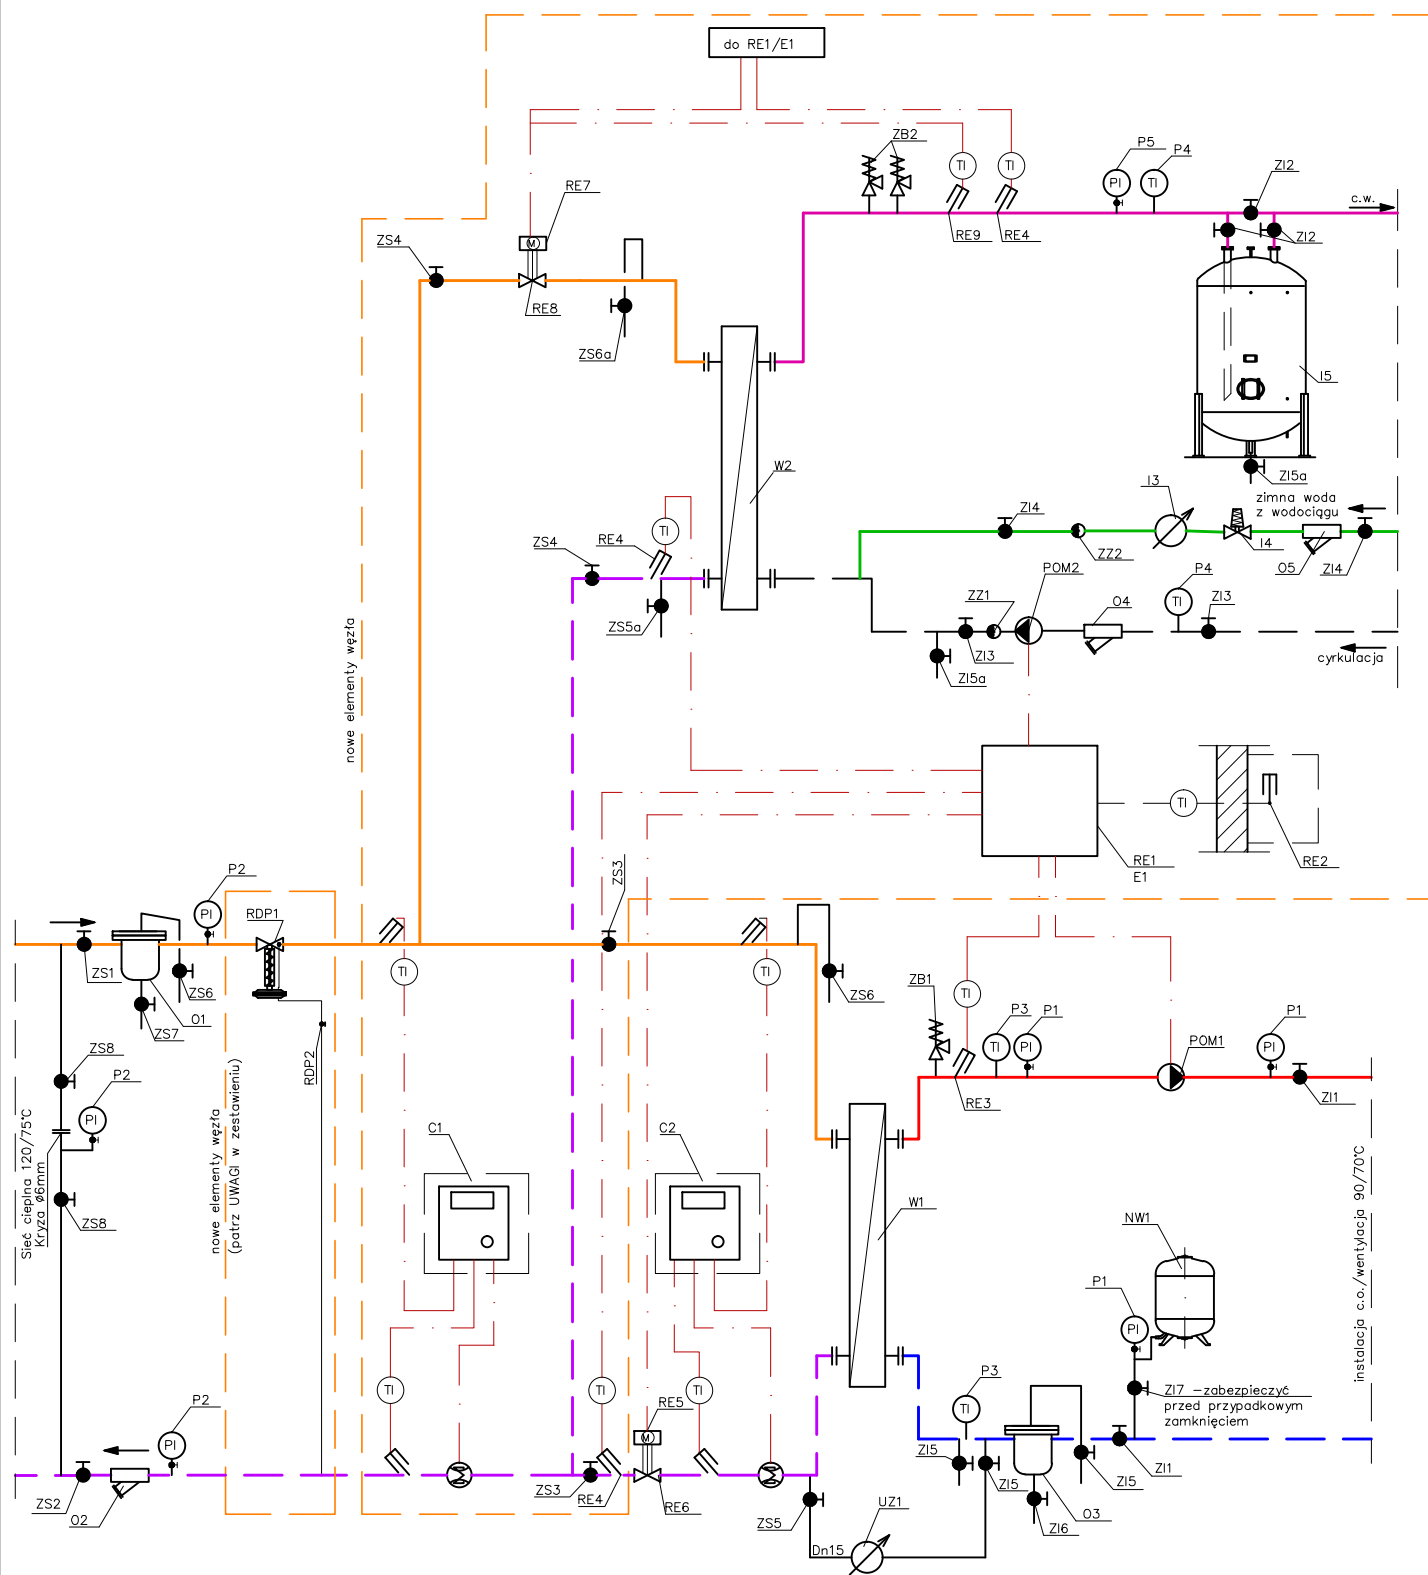 do RE1/E1
ZB2
P5
P4
TI
TI
PI
TI
ZI2
c.w.
RE7
M
ZS4
RE9
RE4
ZI2
RE8
ZS6a
I5
W2
ZI5a
I3
zimna woda
z wodociągu
ZI4
TI
RE4
ZS4
ZZ2
I4
O5
ZI4
POM2
P4
ZZ1
O4
TI
ZI3
ZS5a
ZI3
ZI5a
cyrkulacja
nowe elementy węzła
TI
RE1
E1
RE2
ZS3
P2
PI
RDP1
ZS1
ZS6
TI
TI
ZS6
ZB1
TI
O1
ZS7
P3
P1
P1
TI
PI
POM1
PI
ZS8
P2
RDP2
RE3
ZI1
PI
C1
C2
Sieć cieplna 120/75°C
Kryza ø6mm
nowe elementy węzła
(patrz UWAGI w zestawieniu)
ZS8
W1
NW1
instalacja c.o./wentylacja 90/70°C
P1
PI
P3
TI
TI
TI
TI
ZI7 -zabezpieczyć
przed przypadkowym
zamknięciem
P2
PI
RE5
M
ZI5
ZI5
ZI5
ZI1
ZS2
O2
ZS3
RE4
RE6
ZS5
UZ1
O3
ZI6
Dn15